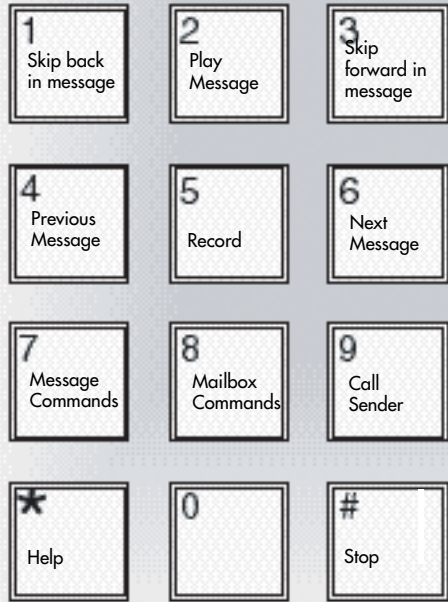 1
Skip back
in message
2
Play
Message
3
Skip
forward in
message
4
Previous
Message
5
Record
6
Next
Message
7
Message
Commands
8
Mailbox
Commands
9
Call
Sender
*
Help
0
#
Stop